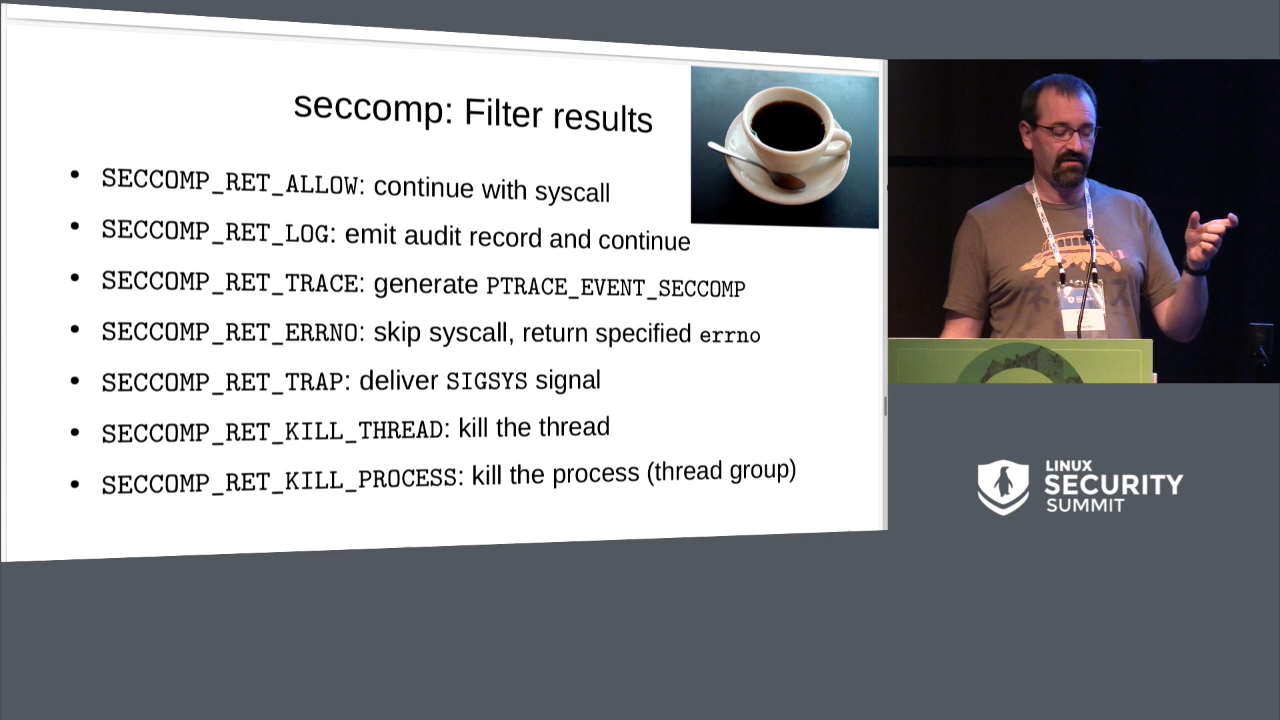 seccomp: Filter results
• SECCOMP_RET_ALLOW: continue with syscall
• SECCOMP_RET_LOG: emit audit record and continue
• SECCOMP_RET_TRACE: generate PTRACE_EVENT_SECCOMP
• SECCOMP_RET_ERRNO: skip syscall, return specified errno
• SECCOMP_RET_TRAP: deliver SIGSYS signal
• SECCOMP_RET_KILL_THREAD: kill the thread
• SECCOMP_RET_KILL_PROCESS: kill the process (thread group)
LINUX
SECURITY
SUMMIT